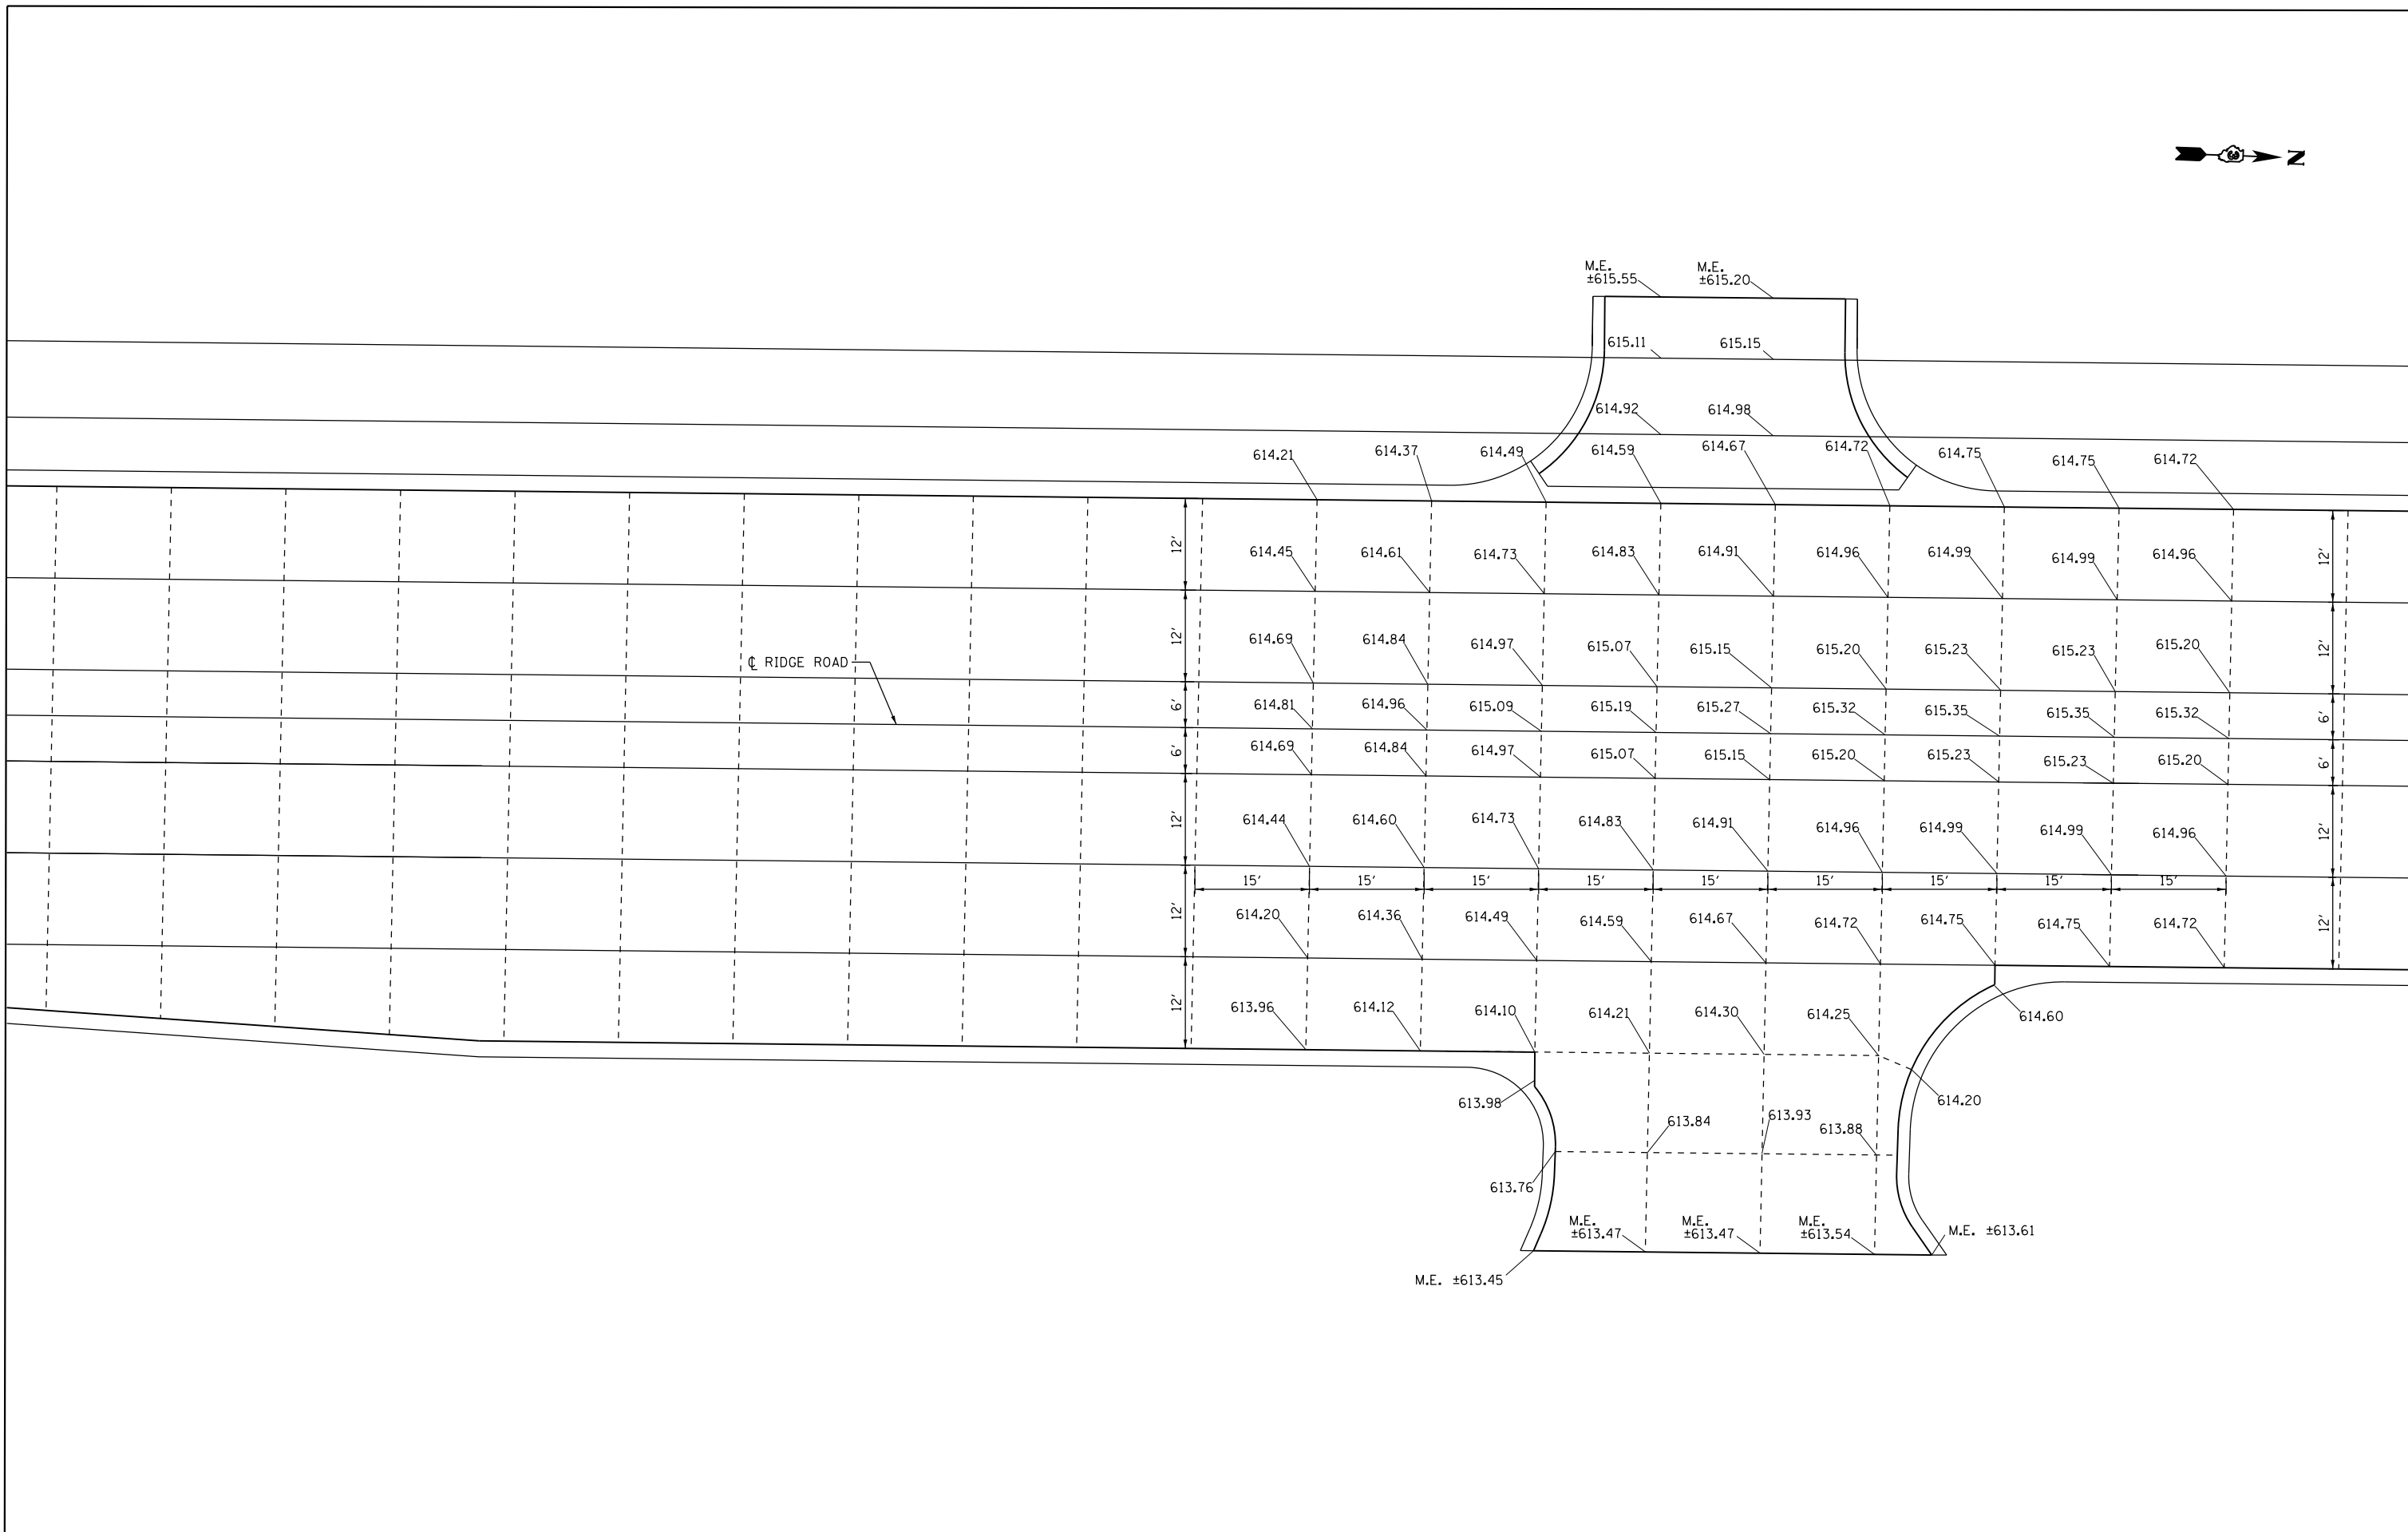 N
M.E. M.E.
±615.55 ±615.20
615.11 615.15
614.92 614.98
614.21 614.37 614.49 614.59 614.67 614.72 614.75 614.75 614.72
12' 614.45 614.61 614.73 614.83 614.91 614.96 614.99 614.99 614.96 12'
12' 614.69 614.84 614.97 615.07 615.15 615.20 615.23 615.23 615.20 12'
℄ RIDGE ROAD
6' 614.81 614.96 615.09 615.19 615.27 615.32 615.35 615.35 615.32 6'
6' 614.69 614.84 614.97 615.07 615.15 615.20 615.23 615.23 615.20 6'
12' 614.44 614.60 614.73 614.83 614.91 614.96 614.99 614.99 614.96 12'
15' 15' 15' 15' 15' 15' 15' 15' 15'
12' 614.20 614.36 614.49 614.59 614.67 614.72 614.75 614.75 614.72 12'
12' 613.96 614.12 614.10 614.21 614.30 614.25 614.60
613.98 614.20
613.84 613.93 613.88
613.76
M.E. M.E. M.E.
±613.47 ±613.47 ±613.54 M.E. ±613.61
M.E. ±613.45